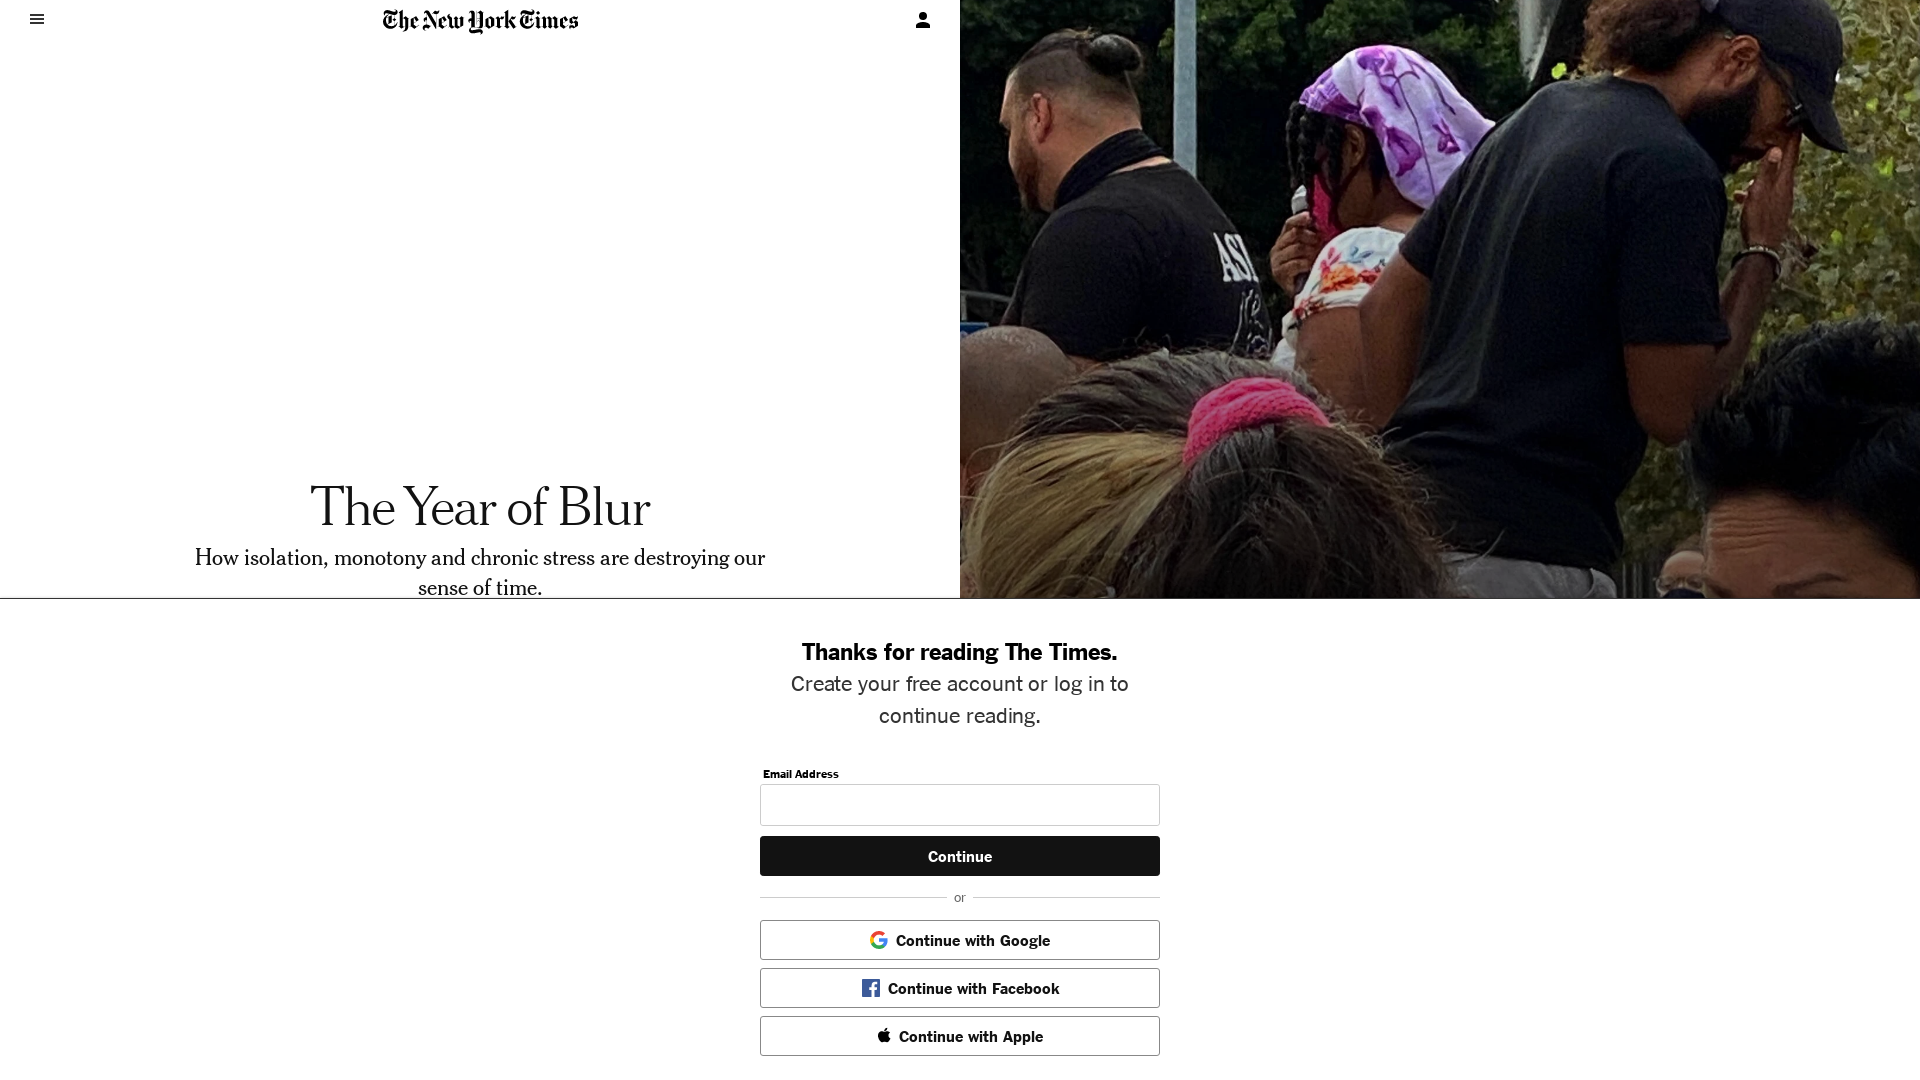 The New York Times
AS
The Year of Blur
How isolation, monotony and chronic stress are destroying our
sense of time.
Thanks for reading The Times.
Create your free account or log in to
continue reading.
Email Address
Continue
or
Continue with Google
Continue with Facebook
Continue with Apple